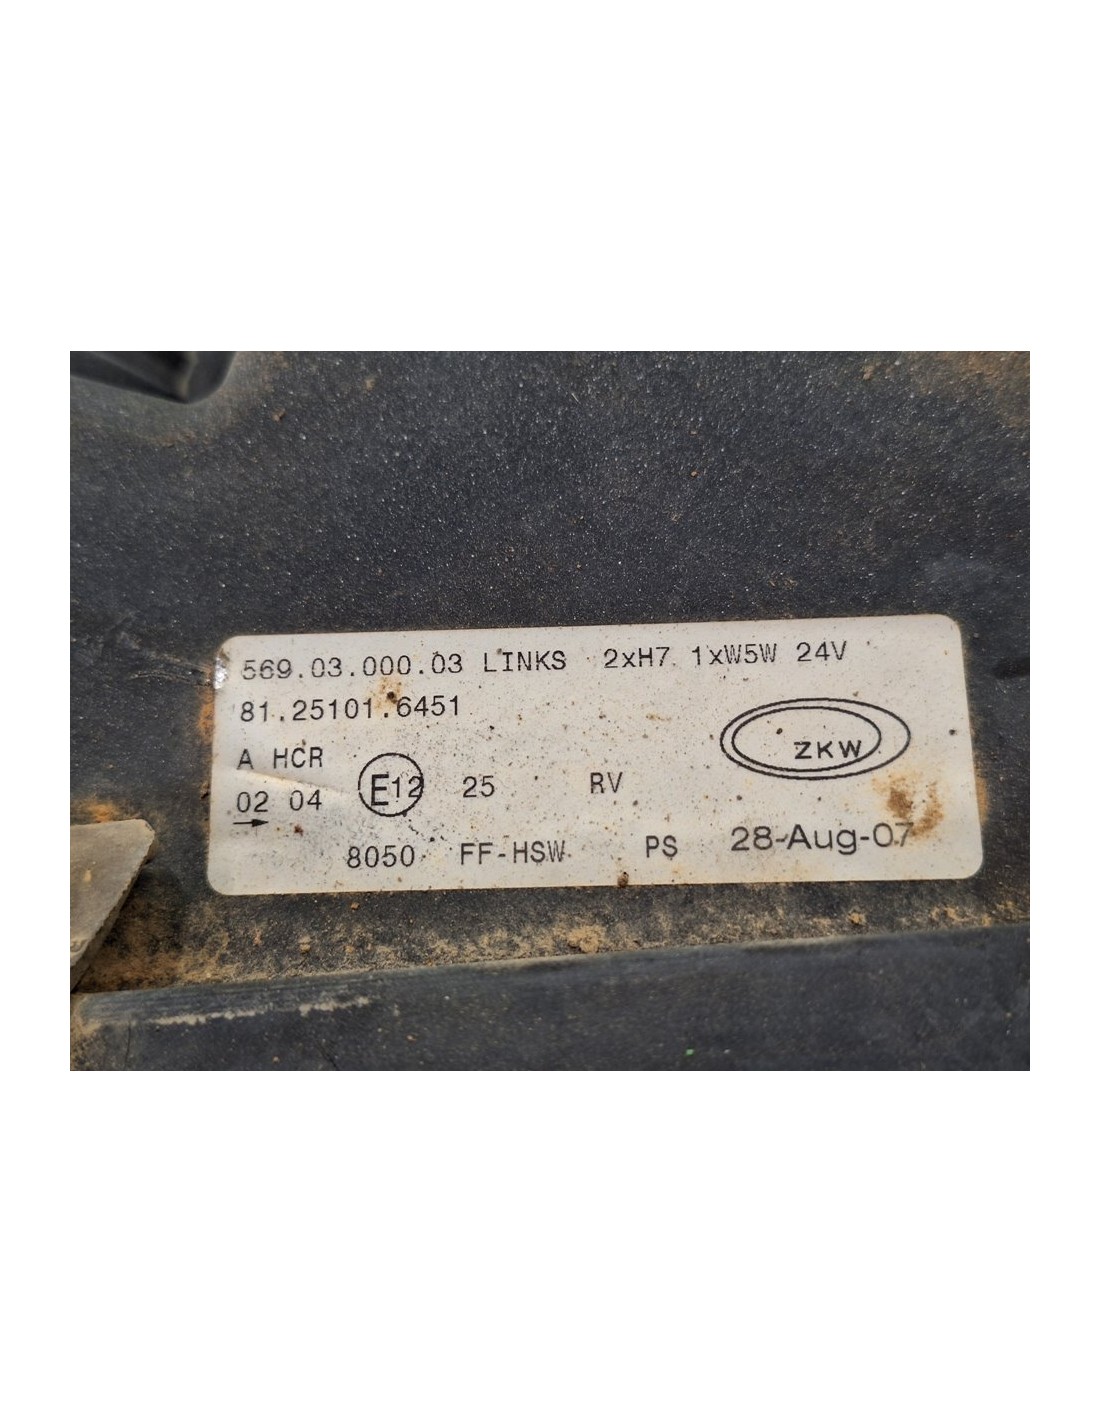 569.03.000.03 LINKS 2xH7 1xW5W 24V
81.25101.6451
ZKW
A HCR
02 04 E12 25 RV
8050 FF-HSW PS 28-Aug-07